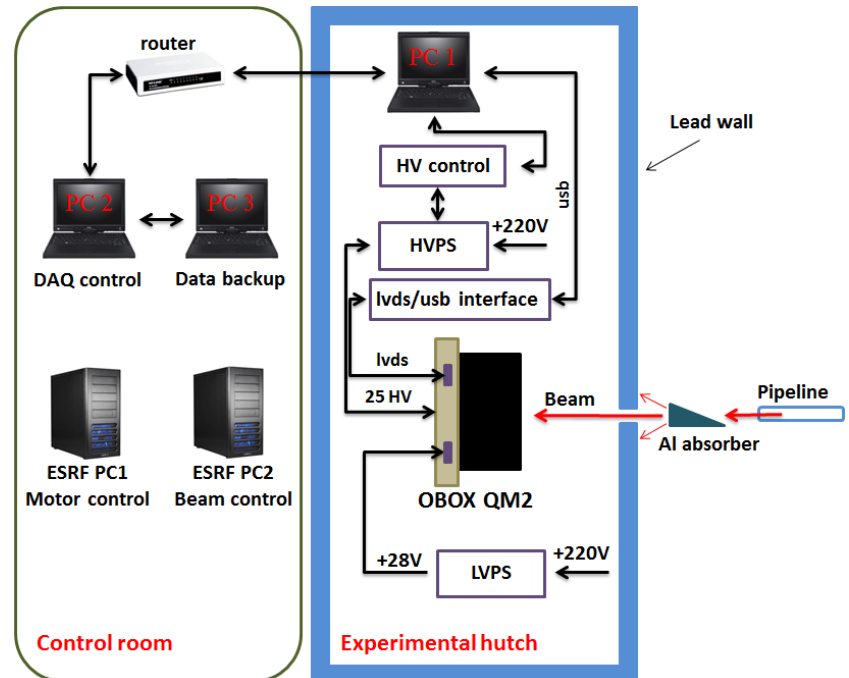 router
PC 1
Lead wall
HV control
usb
PC 2
PC 3
HVPS
+220V
DAQ control
Data backup
lvds/usb interface
lvds
25 HV
Beam
Pipeline
Al absorber
ESRF PC1
Motor control
ESRF PC2
Beam control
OBOX QM2
+28V
LVPS
+220V
Control room
Experimental hutch